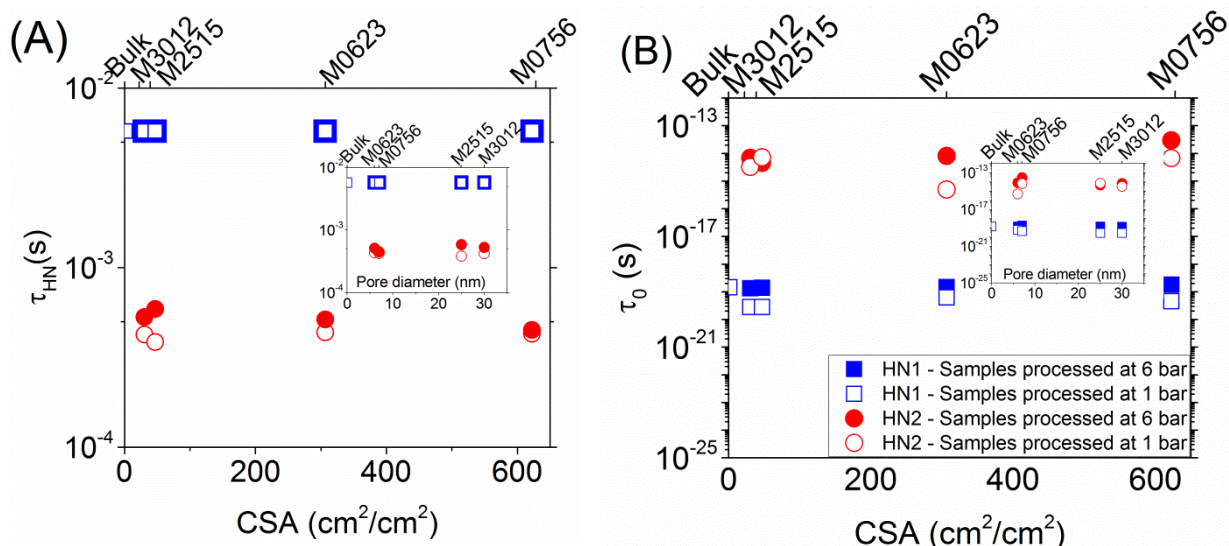 (A)
Bulk
M3012
M2515
M0623
M0756
10⁻²
10⁻³
10⁻⁴
τHN(s)
0
200
400
600
CSA (cm²/cm²)
Bulk
M0623
M0756
M2515
M3012
10⁻²
10⁻³
10⁻⁴
Pore diameter (nm)
0
10
20
30
(B)
Bulk
M3012
M2515
M0623
M0756
10⁻¹³
10⁻¹⁷
10⁻²¹
10⁻²⁵
τ₀ (s)
0
200
400
600
CSA (cm²/cm²)
Bulk
M0623
M0756
M2515
M3012
10⁻¹³
10⁻¹⁷
10⁻²¹
10⁻²⁵
Pore diameter (nm)
0
10
20
30
HN1 - Samples processed at 6 bar
HN1 - Samples processed at 1 bar
HN2 - Samples processed at 6 bar
HN2 - Samples processed at 1 bar